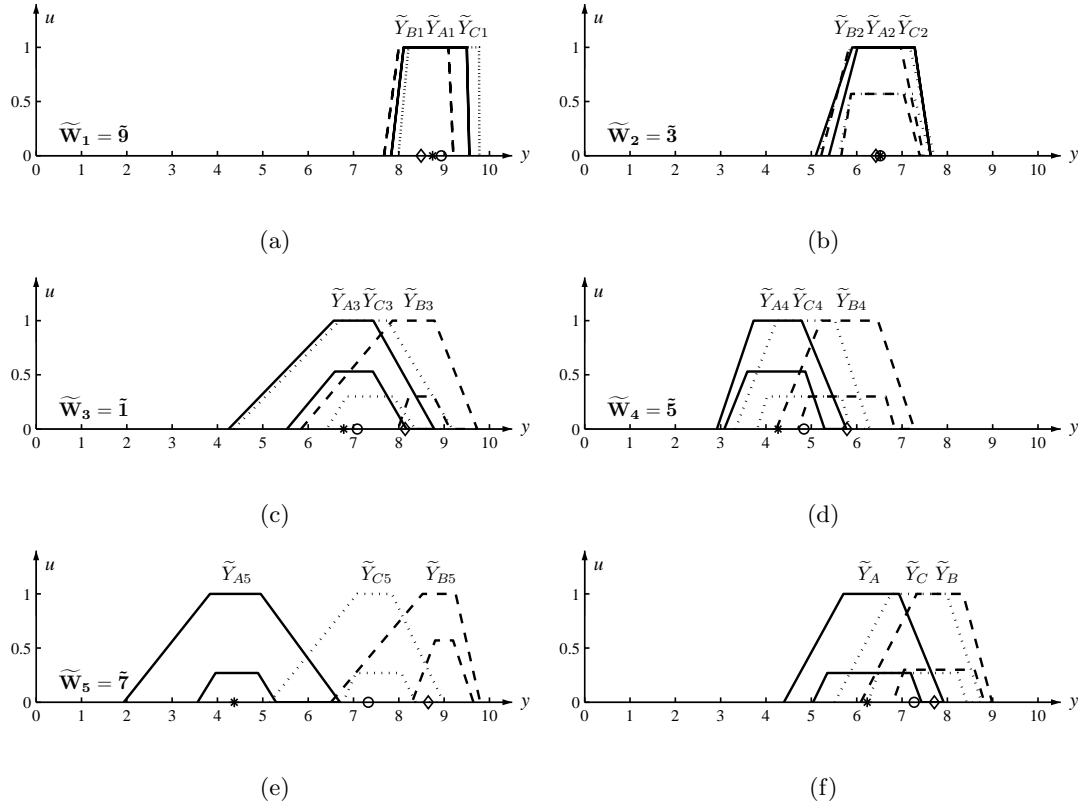 u
Ỹ_B1 Ỹ_A1 Ỹ_C1
1
0.5
W̃₁ = 9̃
0
0 1 2 3 4 5 6 7 8 9 10 y
(a)
u
Ỹ_B2 Ỹ_A2 Ỹ_C2
1
0.5
W̃₂ = 3̃
0
0 1 2 3 4 5 6 7 8 9 10 y
(b)
u
Ỹ_A3 Ỹ_C3 Ỹ_B3
1
0.5
W̃₃ = 1̃
0
0 1 2 3 4 5 6 7 8 9 10 y
(c)
u
Ỹ_A4 Ỹ_C4 Ỹ_B4
1
0.5
W̃₄ = 5̃
0
0 1 2 3 4 5 6 7 8 9 10 y
(d)
u
Ỹ_A5 Ỹ_C5 Ỹ_B5
1
0.5
W̃₅ = 7̃
0
0 1 2 3 4 5 6 7 8 9 10 y
(e)
u
Ỹ_A Ỹ_C Ỹ_B
1
0.5
0
0 1 2 3 4 5 6 7 8 9 10 y
(f)